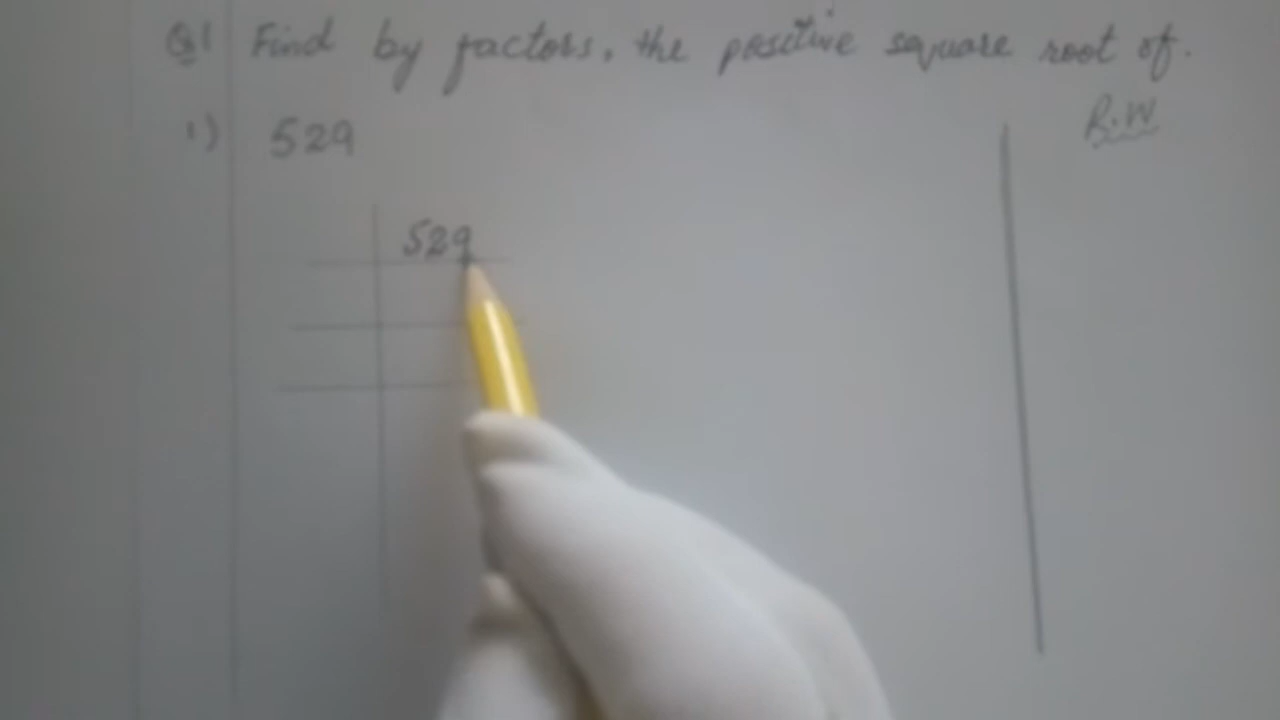 Q1 Find by factors, the positive square root of.
R.W
1) 529
529